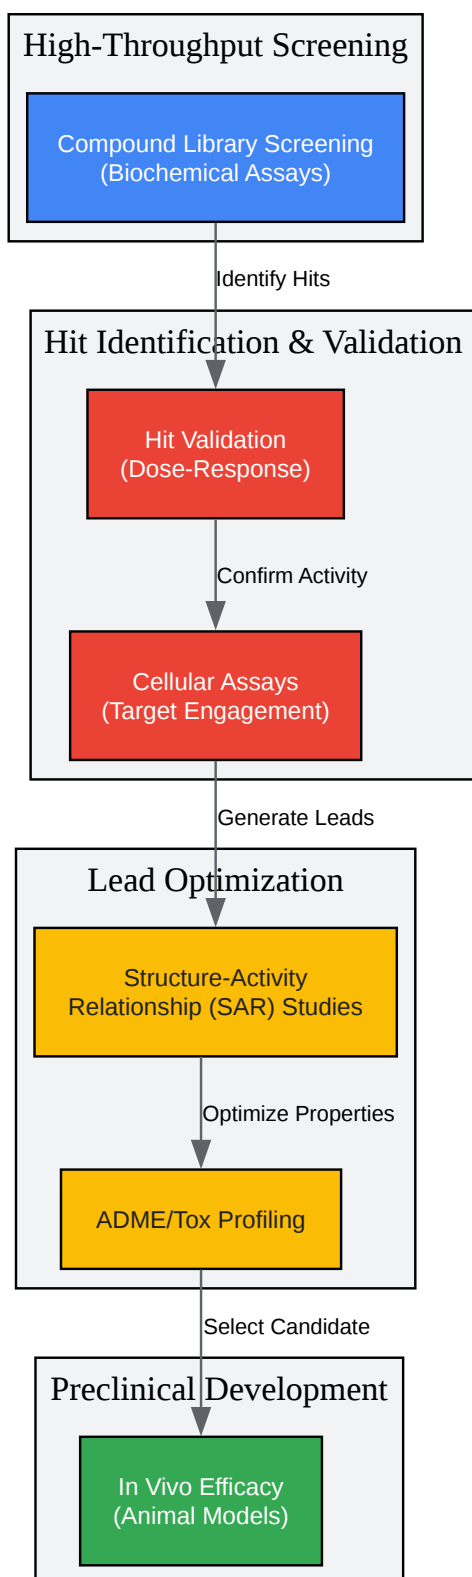 High-Throughput Screening
Compound Library Screening
(Biochemical Assays)
Identify Hits
Hit Identification & Validation
Hit Validation
(Dose-Response)
Confirm Activity
Cellular Assays
(Target Engagement)
Generate Leads
Lead Optimization
Structure-Activity
Relationship (SAR) Studies
Optimize Properties
ADME/Tox Profiling
Select Candidate
Preclinical Development
In Vivo Efficacy
(Animal Models)